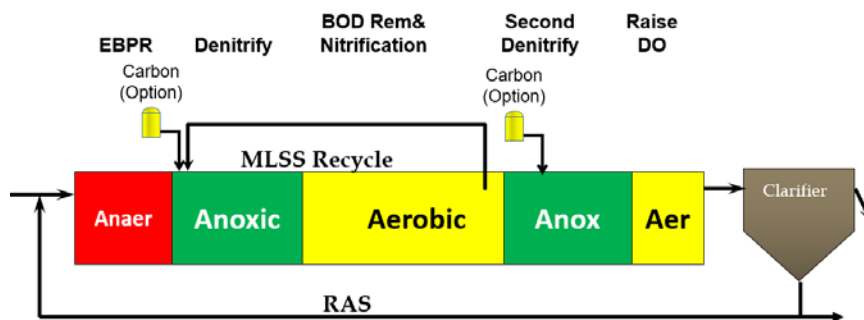 EBPR
Denitrify
BOD Rem&
Nitrification
Second
Denitrify
Raise
DO
Carbon
(Option)
Carbon
(Option)
MLSS Recycle
Anaer
Anoxic
Aerobic
Anox
Aer
Clarifier
RAS